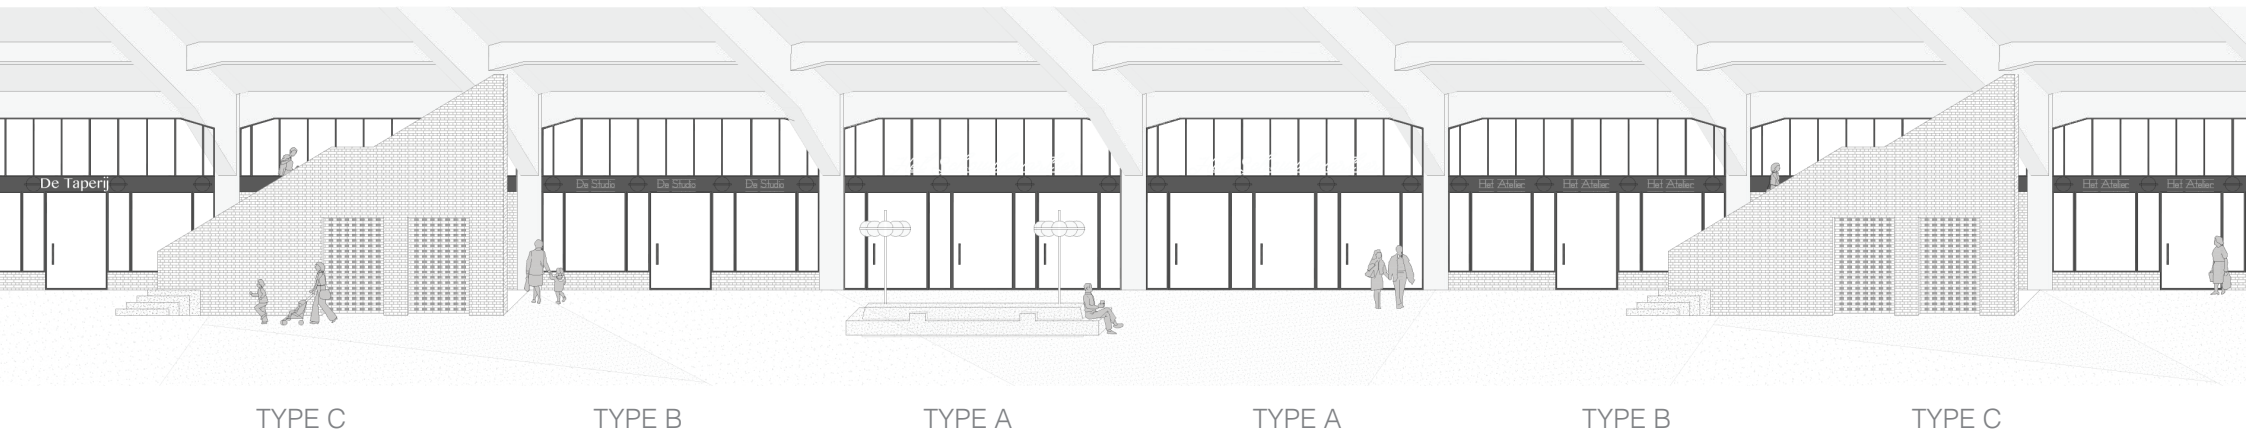 De Taperij
De Studio De Studio De Studio
Het Atelier Het Atelier Het Atelier
Het Atelier Het Atelier
TYPE C TYPE B TYPE A TYPE A TYPE B TYPE C